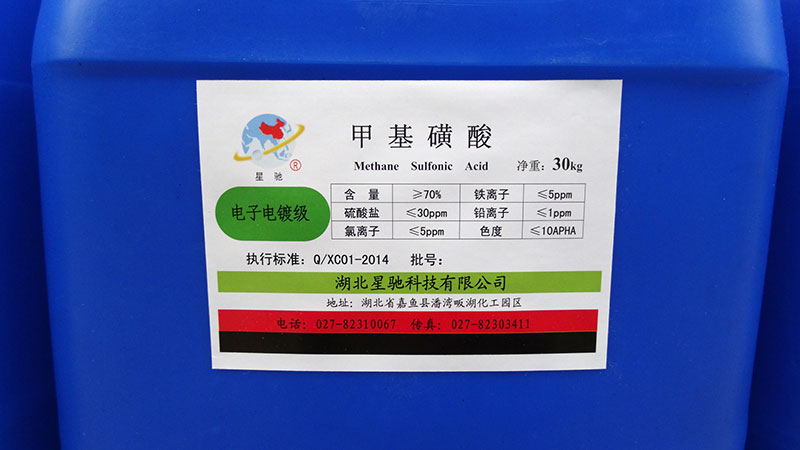 甲基磺酸
Methane Sulfonic Acid 净重：30kg
®
星驰
电子电镀级
含量 ≥70% 铁离子 ≤5ppm
硫酸盐 ≤30ppm 铅离子 ≤1ppm
氯离子 ≤5ppm 色度 ≤10APHA
执行标准：Q/XC01-2014 批号：
湖北星驰科技有限公司
地址：湖北省嘉鱼县潘湾畈湖化工园区
电话：027-82310067 传真：027-82303411